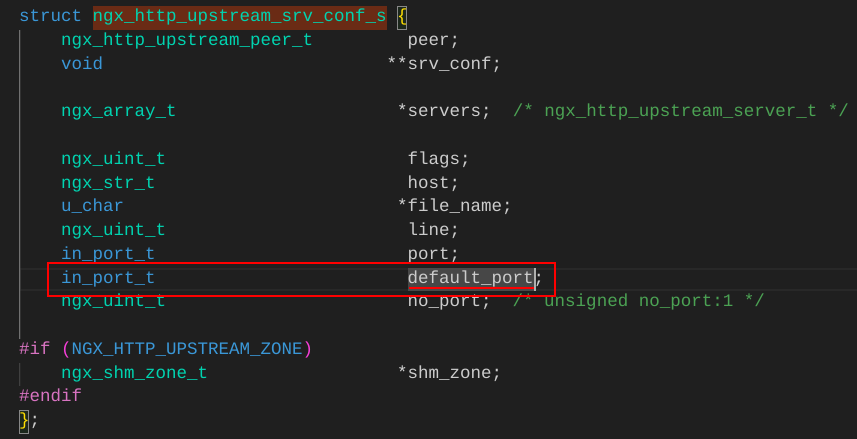 struct ngx_http_upstream_srv_conf_s {
    ngx_http_upstream_peer_t         peer;
    void                           **srv_conf;
    ngx_array_t                     *servers;  /* ngx_http_upstream_server_t */
    ngx_uint_t                       flags;
    ngx_str_t                        host;
    u_char                          *file_name;
    ngx_uint_t                       line;
    in_port_t                        port;
    in_port_t                        default_port;
    ngx_uint_t                       no_port;  /* unsigned no_port:1 */
#if (NGX_HTTP_UPSTREAM_ZONE)
    ngx_shm_zone_t                  *shm_zone;
#endif
};